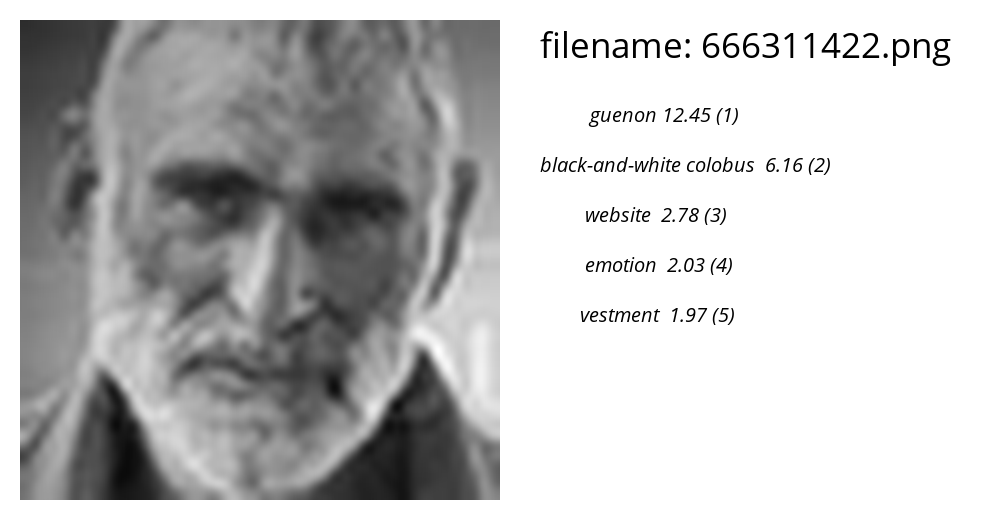 filename: 666311422.png
guenon 12.45 (1)
black-and-white colobus 6.16 (2)
website 2.78 (3)
emotion 2.03 (4)
vestment 1.97 (5)